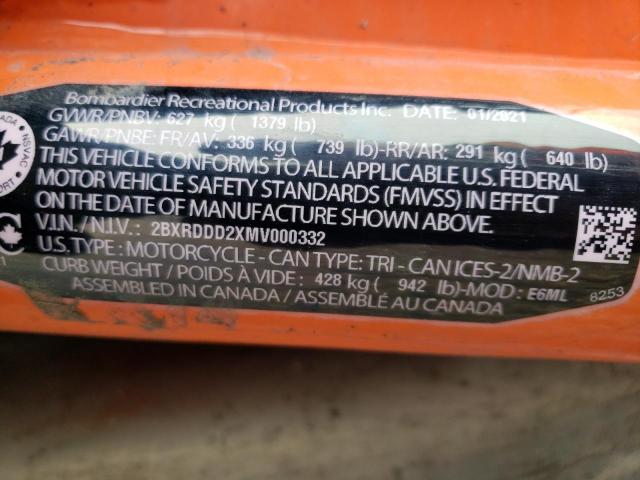 Bombardier Recreational Products Inc. DATE: 01/2021
GVWR/PNBV: 627 kg ( 1379 lb)
GAWR/PNBE: FR/AV: 336 kg ( 739 lb)-RR/AR: 291 kg ( 640 lb)
THIS VEHICLE CONFORMS TO ALL APPLICABLE U.S. FEDERAL
MOTOR VEHICLE SAFETY STANDARDS (FMVSS) IN EFFECT
ON THE DATE OF MANUFACTURE SHOWN ABOVE.
V.I.N./N.I.V.: 2BXRDDD2XMV000332
U.S. TYPE: MOTORCYCLE - CAN TYPE: TRI - CAN ICES-2/NMB-2
CURB WEIGHT / POIDS À VIDE: 428 kg ( 942 lb)-MOD: E6ML
ASSEMBLED IN CANADA / ASSEMBLÉ AU CANADA
8253
NSVAC